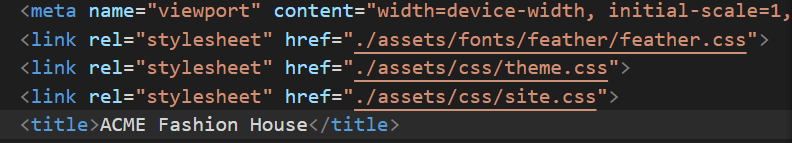 <meta name="viewport" content="width=device-width, initial-scale=1,
<link rel="stylesheet" href="./assets/fonts/feather/feather.css">
<link rel="stylesheet" href="./assets/css/theme.css">
<link rel="stylesheet" href="./assets/css/site.css">
<title>ACME Fashion House</title>